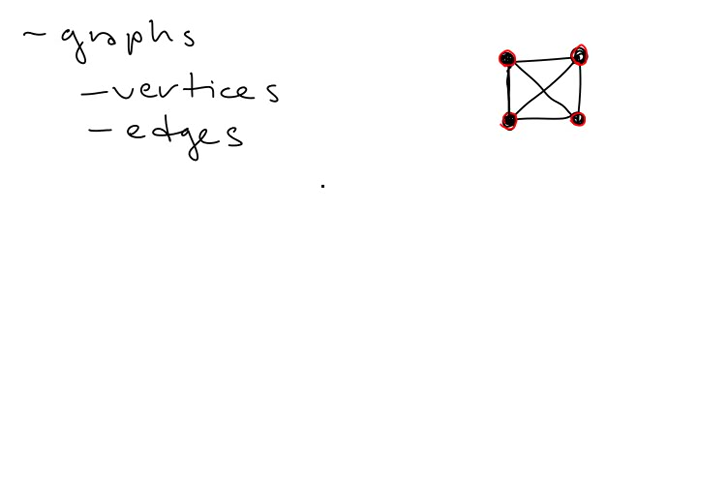 ~ graphs
- vertices
- edges